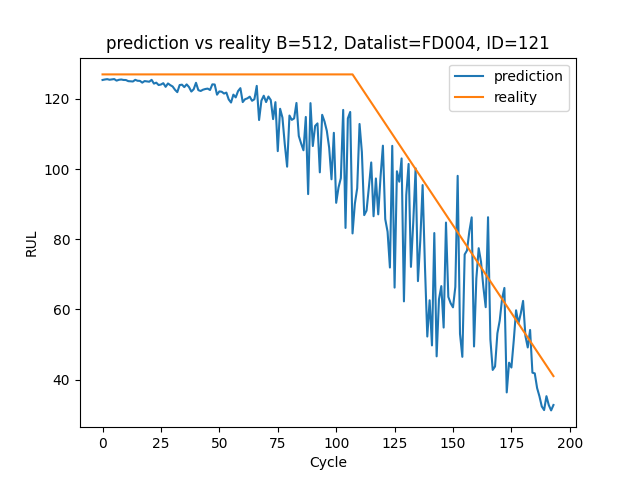 prediction vs reality B=512, Datalist=FD004, ID=121
prediction
reality
RUL
120
100
80
60
40
0 25 50 75 100 125 150 175 200
Cycle